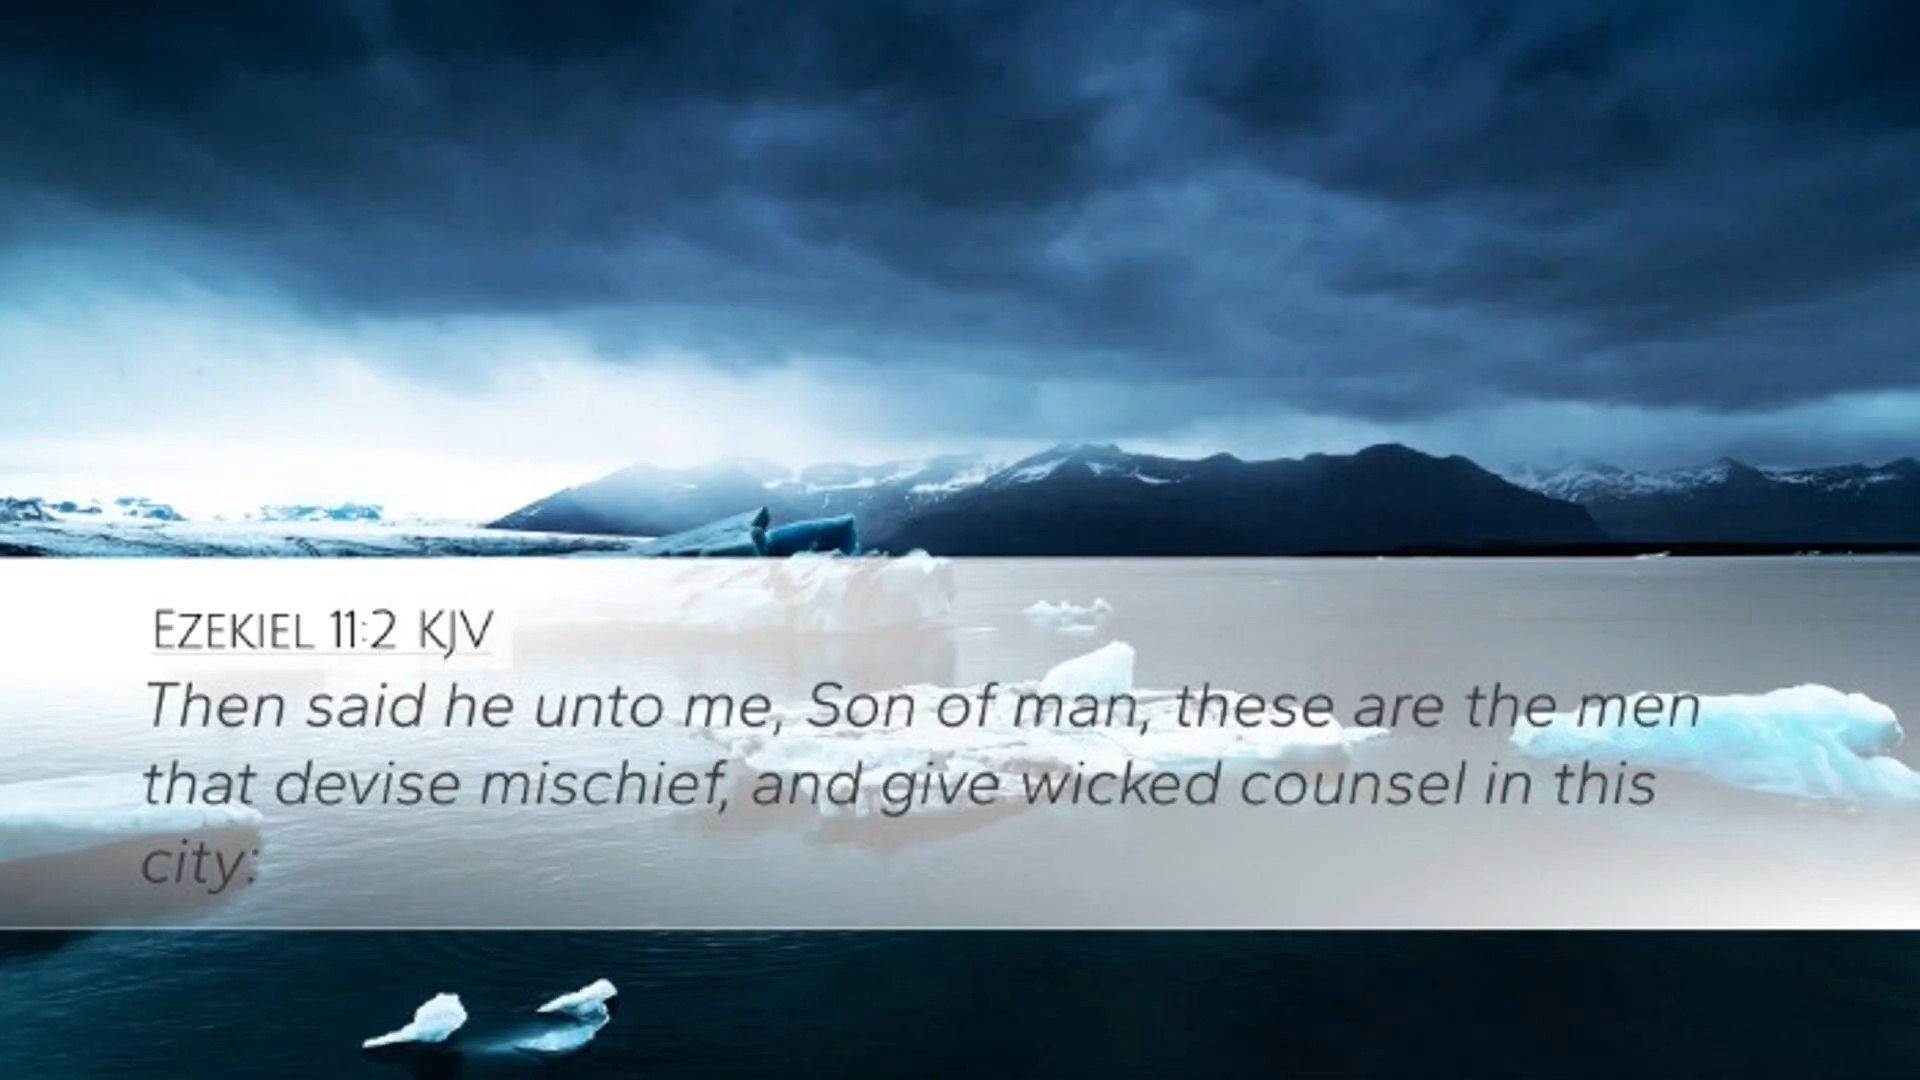 EZEKIEL 11:2 KJV
Then said he unto me, Son of man, these are the men
that devise mischief, and give wicked counsel in this
city: